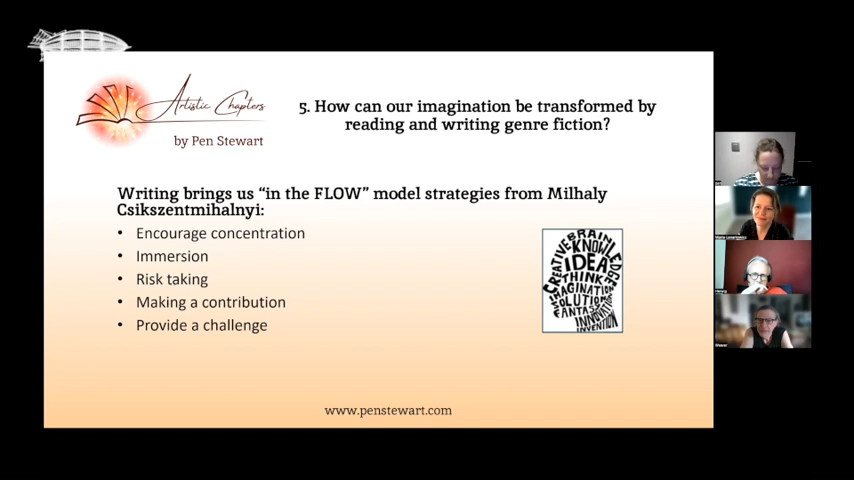 Artistic Chapters
by Pen Stewart
5. How can our imagination be transformed by
reading and writing genre fiction?
Writing brings us “in the FLOW” model strategies from Milhaly
Csikszentmihalnyi:
• Encourage concentration
• Immersion
• Risk taking
• Making a contribution
• Provide a challenge
BRAIN
KNOWLEDGE
CREATIVE
IDEA
THINK
IMAGINATION
INNOVATION
INVENTION
www.penstewart.com